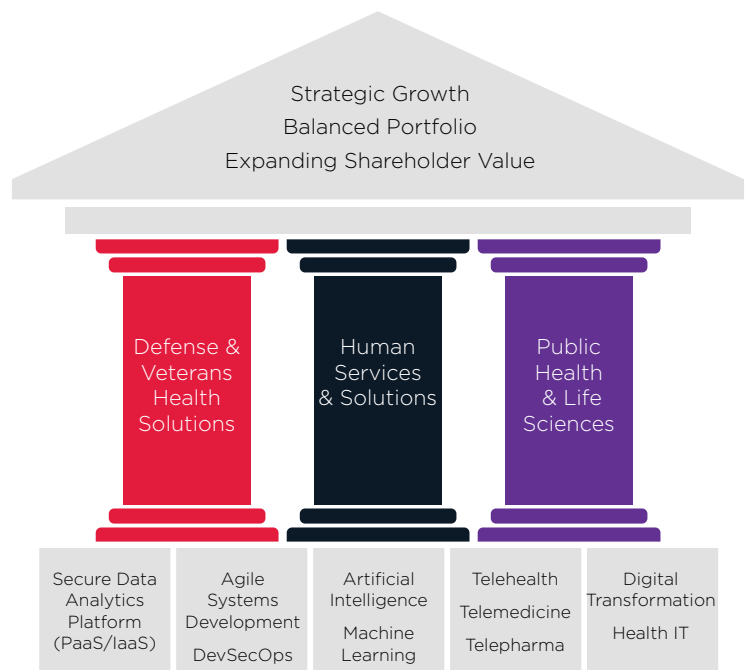 Strategic Growth
Balanced Portfolio
Expanding Shareholder Value
Defense &
Veterans
Health
Solutions
Human
Services
& Solutions
Public
Health
& Life
Sciences
Secure Data
Analytics
Platform
(PaaS/IaaS)
Agile
Systems
Development
DevSecOps
Artificial
Intelligence
Machine
Learning
Telehealth
Telemedicine
Telepharma
Digital
Transformation
Health IT